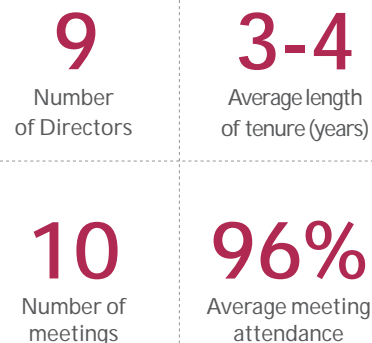 9
Number
of Directors
3-4
Average length
of tenure (years)
10
Number of
meetings
96%
Average meeting
attendance